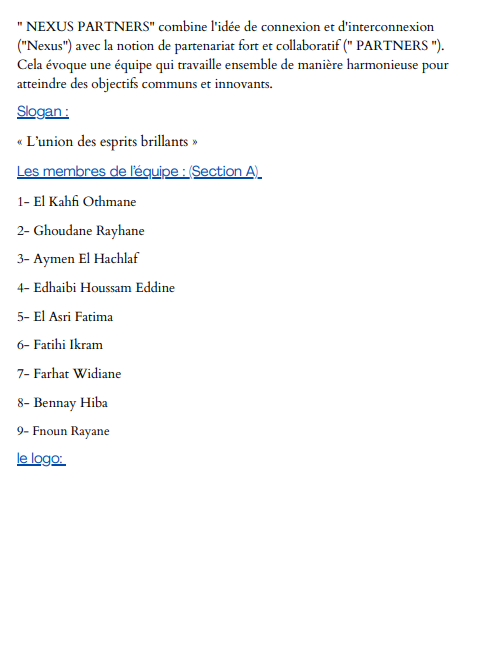 " NEXUS PARTNERS" combine l'idée de connexion et d'interconnexion
("Nexus") avec la notion de partenariat fort et collaboratif (" PARTNERS ").
Cela évoque une équipe qui travaille ensemble de manière harmonieuse pour
atteindre des objectifs communs et innovants.
Slogan :
« L'union des esprits brillants »
Les membres de l'équipe : (Section A)
1- El Kahfi Othmane
2- Ghoudane Rayhane
3- Aymen El Hachlaf
4- Edhaibi Houssam Eddine
5- El Asri Fatima
6- Fatihi Ikram
7- Farhat Widiane
8- Bennay Hiba
9- Fnoun Rayane
le logo: